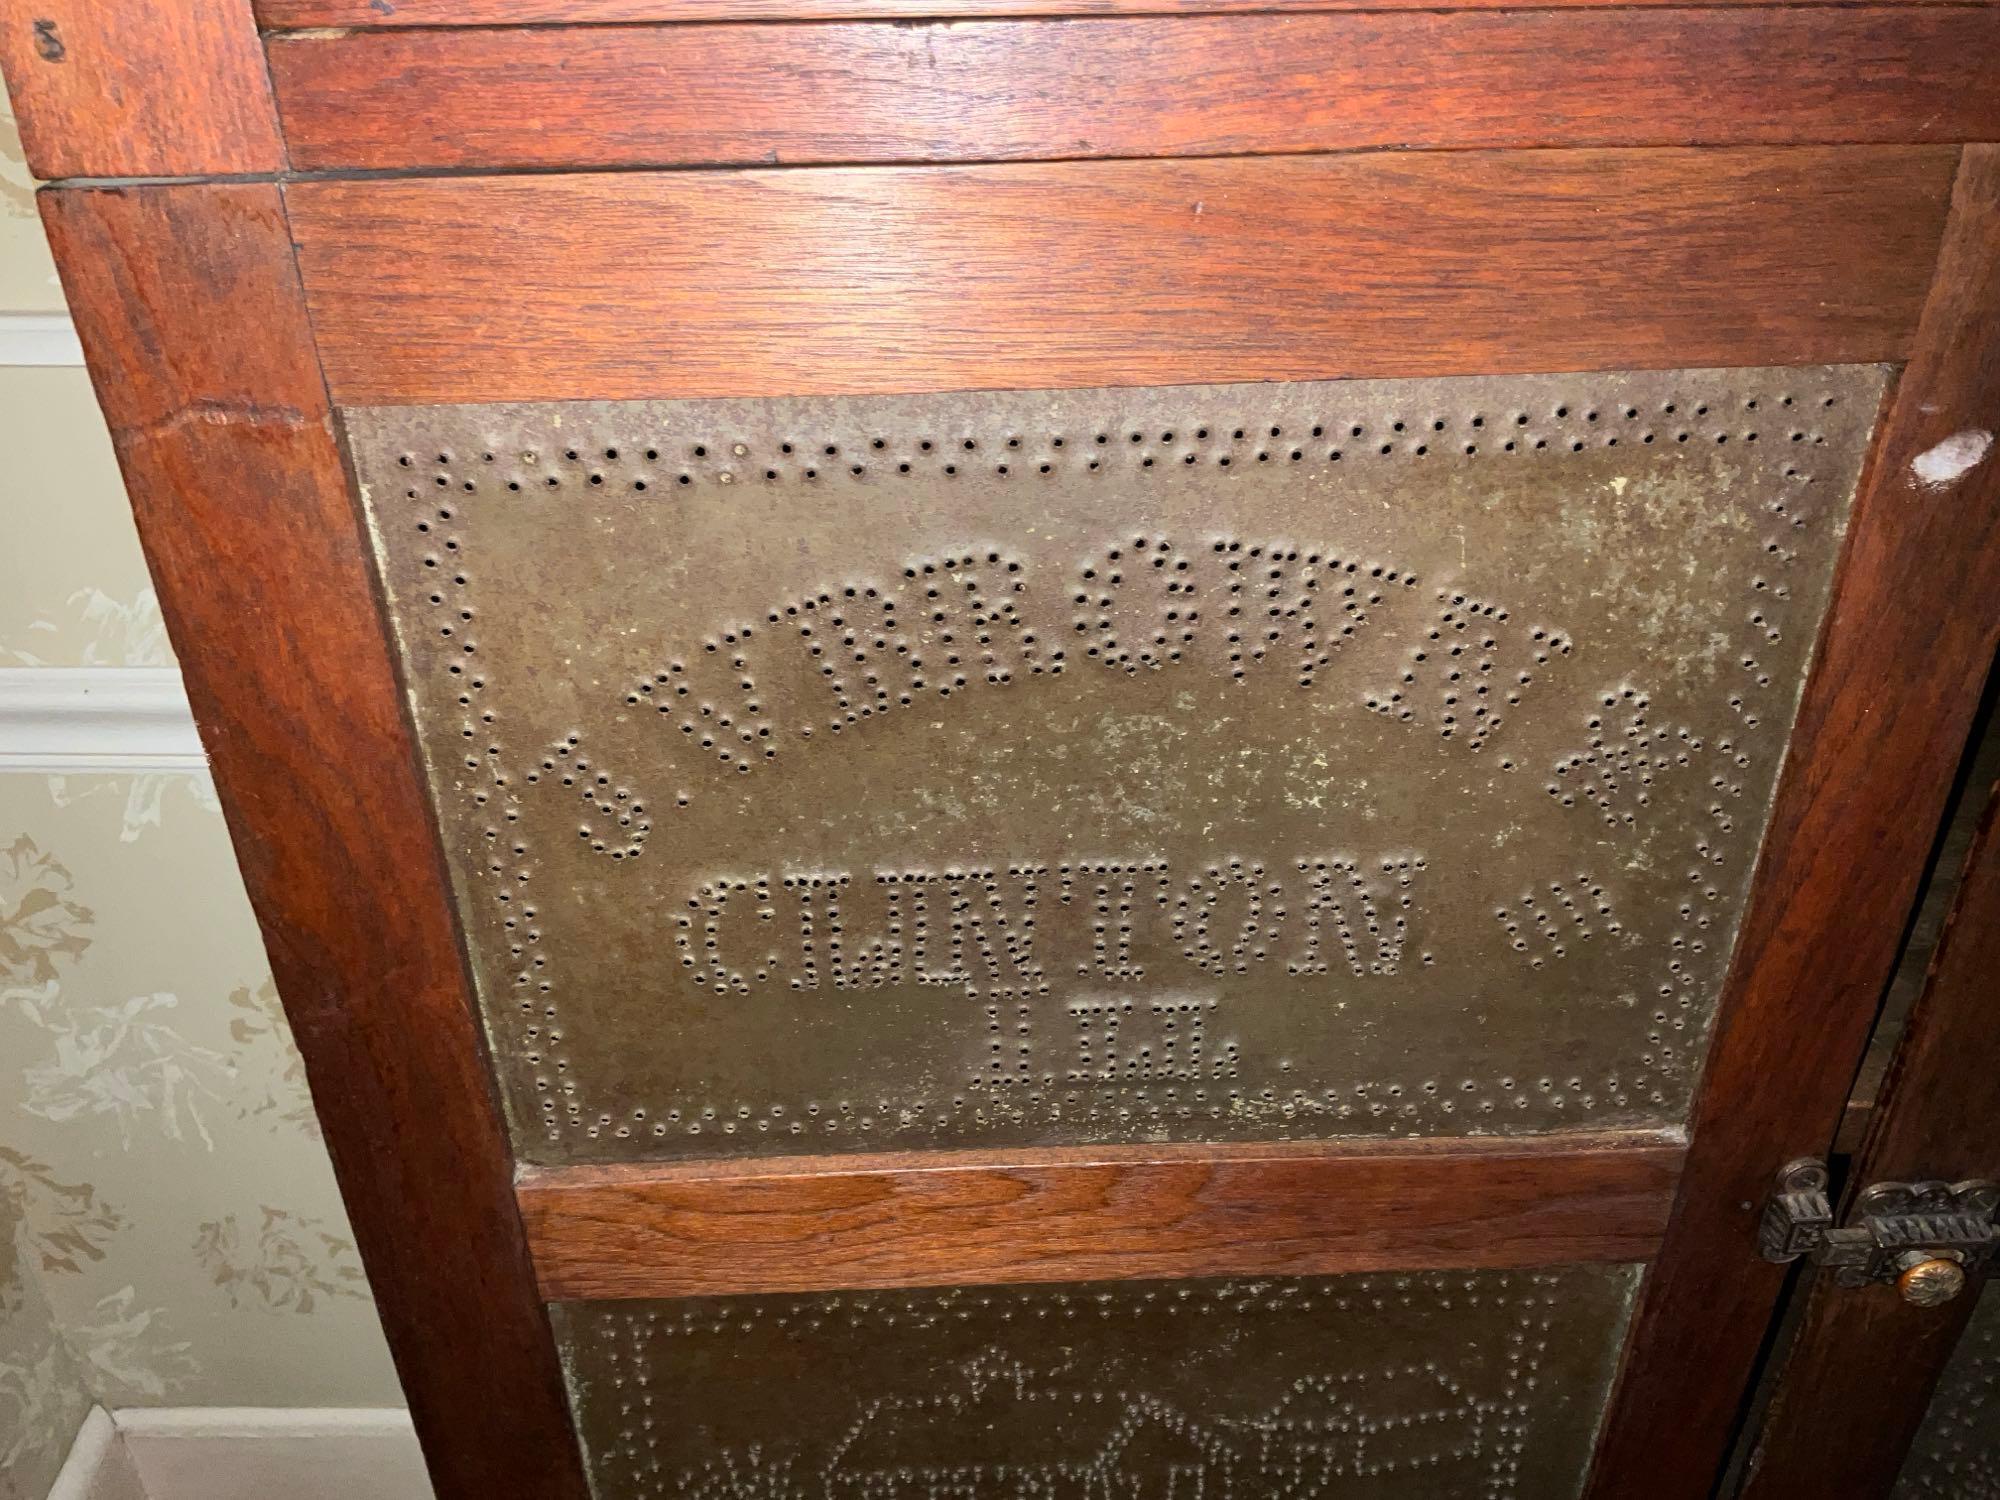 J. V. BROWN. &
CLINTON.
ILL.